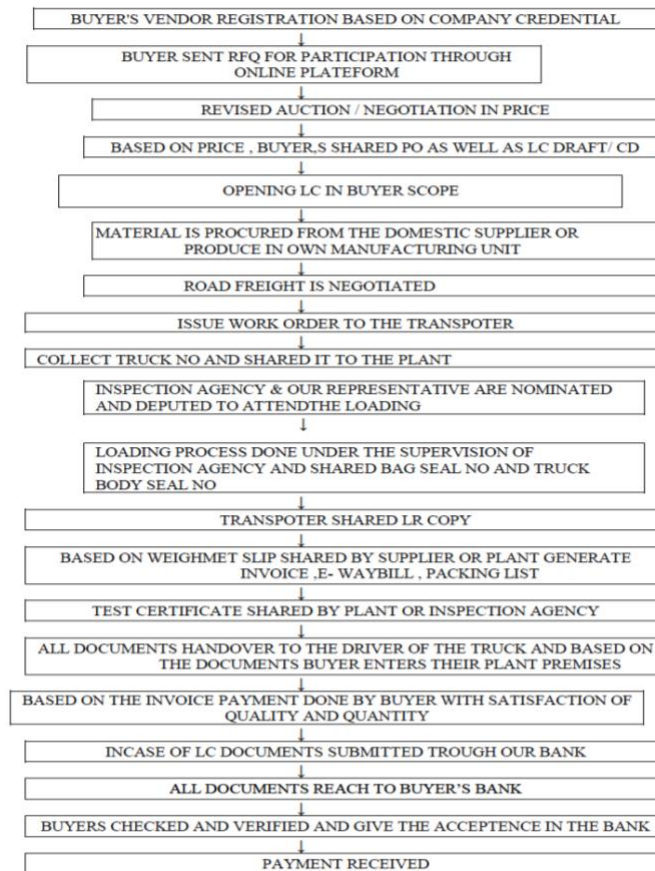 BUYER'S VENDOR REGISTRATION BASED ON COMPANY CREDENTIAL
↓
BUYER SENT RFQ FOR PARTICIPATION THROUGH
ONLINE PLATEFORM
↓
REVISED AUCTION / NEGOTIATION IN PRICE
↓
BASED ON PRICE , BUYER,S SHARED PO AS WELL AS LC DRAFT/ CD
↓
OPENING LC IN BUYER SCOPE
↓
MATERIAL IS PROCURED FROM THE DOMESTIC SUPPLIER OR
PRODUCE IN OWN MANUFACTURING UNIT
↓
ROAD FREIGHT IS NEGOTIATED
↓
ISSUE WORK ORDER TO THE TRANSPOTER
↓
COLLECT TRUCK NO AND SHARED IT TO THE PLANT
INSPECTION AGENCY & OUR REPRESENTATIVE ARE NOMINATED
AND DEPUTED TO ATTENDTHE LOADING
↓
LOADING PROCESS DONE UNDER THE SUPERVISION OF
INSPECTION AGENCY AND SHARED BAG SEAL NO AND TRUCK
BODY SEAL NO
↓
TRANSPOTER SHARED LR COPY
↓
BASED ON WEIGHMET SLIP SHARED BY SUPPLIER OR PLANT GENERATE
INVOICE ,E- WAYBILL , PACKING LIST
↓
TEST CERTIFICATE SHARED BY PLANT OR INSPECTION AGENCY
↓
ALL DOCUMENTS HANDOVER TO THE DRIVER OF THE TRUCK AND BASED ON
THE DOCUMENTS BUYER ENTERS THEIR PLANT PREMISES
↓
BASED ON THE INVOICE PAYMENT DONE BY BUYER WITH SATISFACTION OF
QUALITY AND QUANTITY
↓
INCASE OF LC DOCUMENTS SUBMITTED TROUGH OUR BANK
↓
ALL DOCUMENTS REACH TO BUYER'S BANK
↓
BUYERS CHECKED AND VERIFIED AND GIVE THE ACCEPTENCE IN THE BANK
↓
PAYMENT RECEIVED